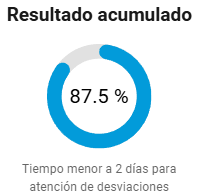 Resultado acumulado
87.5 %
Tiempo menor a 2 días para
atención de desviaciones